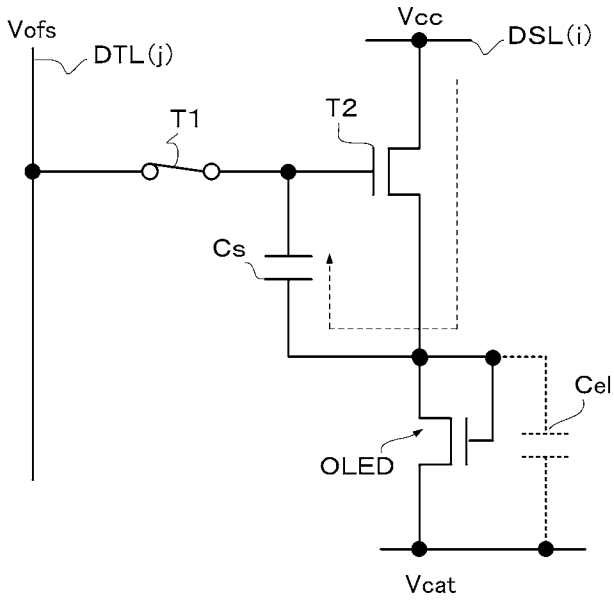 Vofs
DTL(j)
Vcc
DSL(i)
T1
T2
Cs
Cel
OLED
Vcat